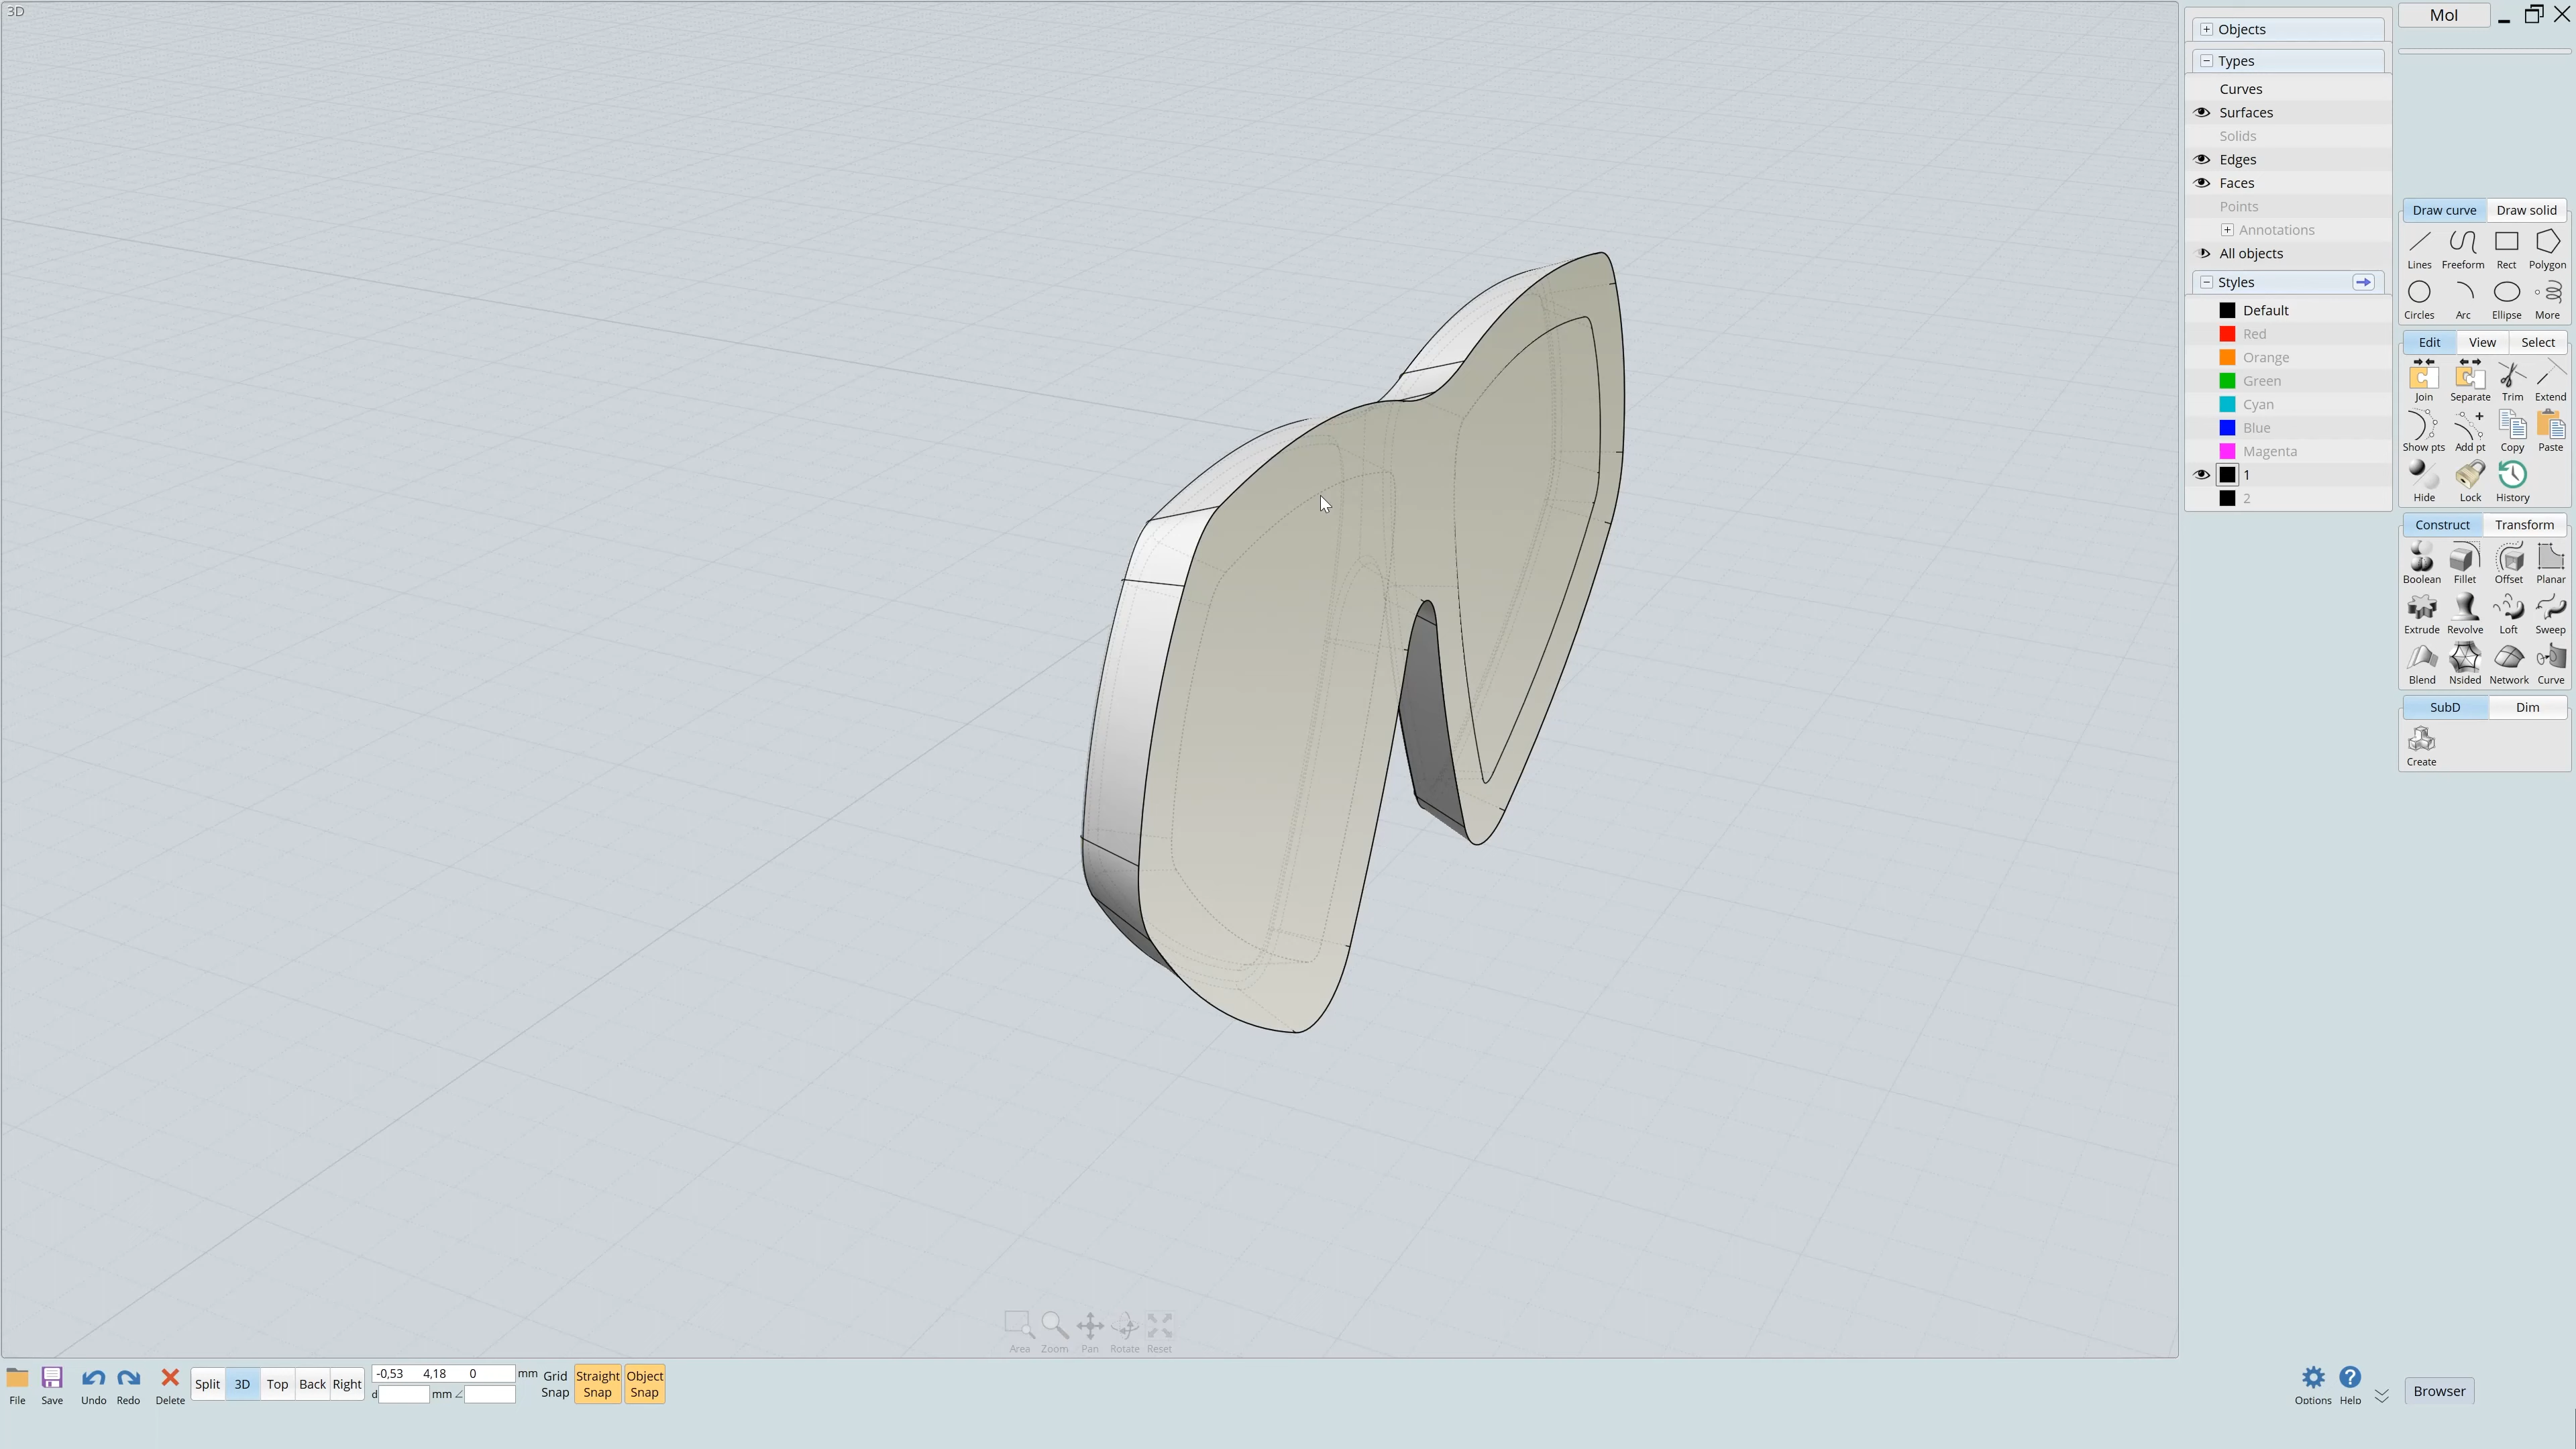 3D
Objects
Types
Curves
Surfaces
Solids
Edges
Faces
Points
Annotations
All objects
Styles
Default
Red
Orange
Green
Cyan
Blue
Magenta
1
2
MoI
Draw curve Draw solid
Lines Freeform Rect Polygon
Circles Arc Ellipse More
Edit View Select
Join Separate Trim Extend
Show pts Add pt Copy Paste
Hide Lock History
Construct Transform
Boolean Fillet Offset Planar
Extrude Revolve Loft Sweep
Blend Nsided Network Curve
SubD Dim
Create
Area Zoom Pan Rotate Reset
File Save Undo Redo Delete
Split 3D Top Back Right
-0,53 4,18 0 mm
d mm
Grid Snap
Straight Snap
Object Snap
Options Help
Browser